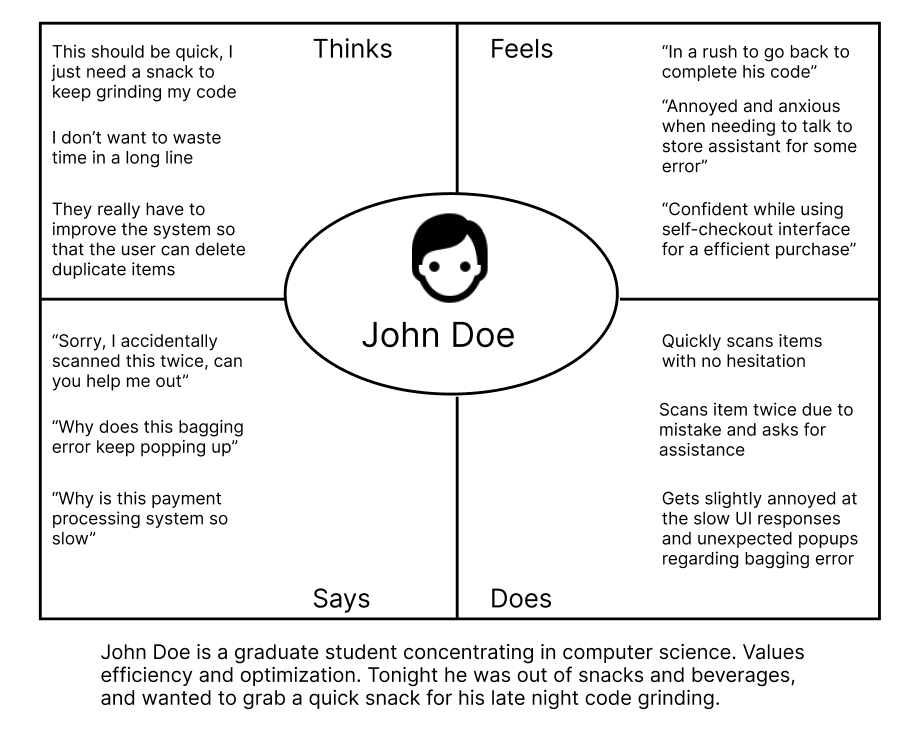 Thinks
This should be quick, I
just need a snack to
keep grinding my code
I don’t want to waste
time in a long line
They really have to
improve the system so
that the user can delete
duplicate items
Feels
“In a rush to go back to
complete his code”
“Annoyed and anxious
when needing to talk to
store assistant for some
error”
“Confident while using
self-checkout interface
for a efficient purchase”
John Doe
“Sorry, I accidentally
scanned this twice, can
you help me out”
“Why does this bagging
error keep popping up”
“Why is this payment
processing system so
slow”
Says
Quickly scans items
with no hesitation
Scans item twice due to
mistake and asks for
assistance
Gets slightly annoyed at
the slow UI responses
and unexpected popups
regarding bagging error
Does
John Doe is a graduate student concentrating in computer science. Values
efficiency and optimization. Tonight he was out of snacks and beverages,
and wanted to grab a quick snack for his late night code grinding.